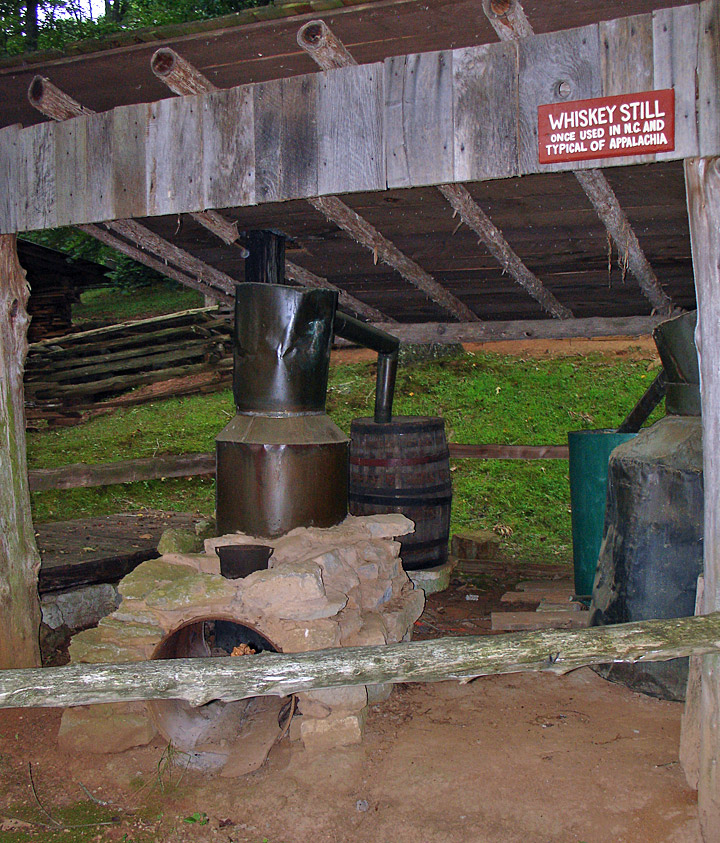 WHISKEY STILL
ONCE USED IN N.C. AND
TYPICAL OF APPALACHIA